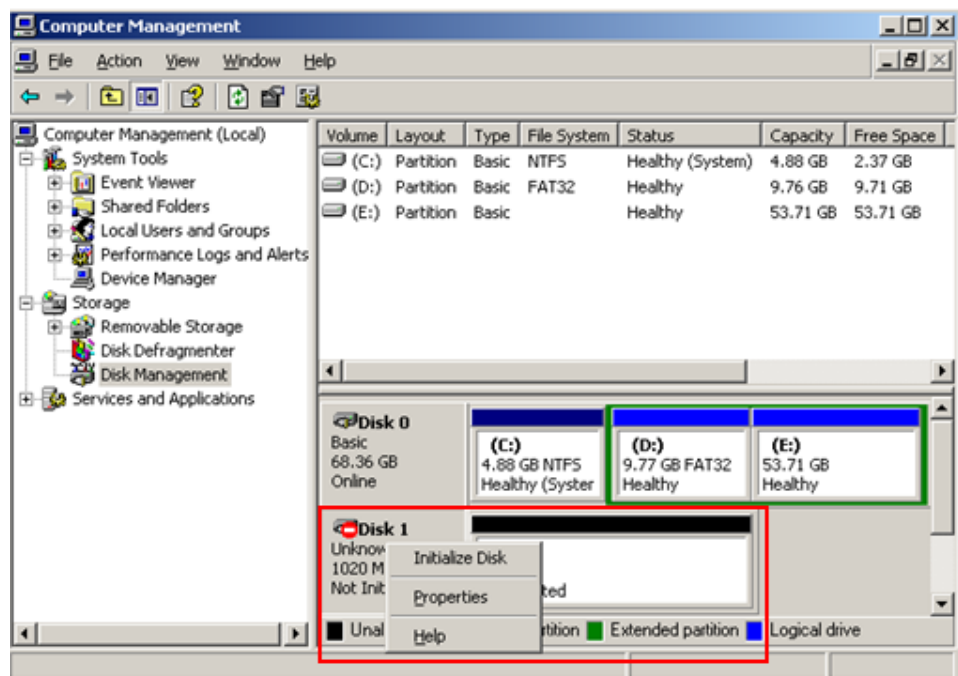 Computer Management
File Action View Window Help
Computer Management (Local)
System Tools
Event Viewer
Shared Folders
Local Users and Groups
Performance Logs and Alerts
Device Manager
Storage
Removable Storage
Disk Defragmenter
Disk Management
Services and Applications
Volume Layout Type File System Status Capacity Free Space
(C:) Partition Basic NTFS Healthy (System) 4.88 GB 2.37 GB
(D:) Partition Basic FAT32 Healthy 9.76 GB 9.71 GB
(E:) Partition Basic Healthy 53.71 GB 53.71 GB
Disk 0
Basic
68.36 GB
Online
(C:)
4.88 GB NTFS
Healthy (Syster
(D:)
9.77 GB FAT32
Healthy
(E:)
53.71 GB
Healthy
Disk 1
Unknow
1020 M
Not Init
ted
Initialize Disk
Properties
Help
Unal rtition Extended partition Logical drive